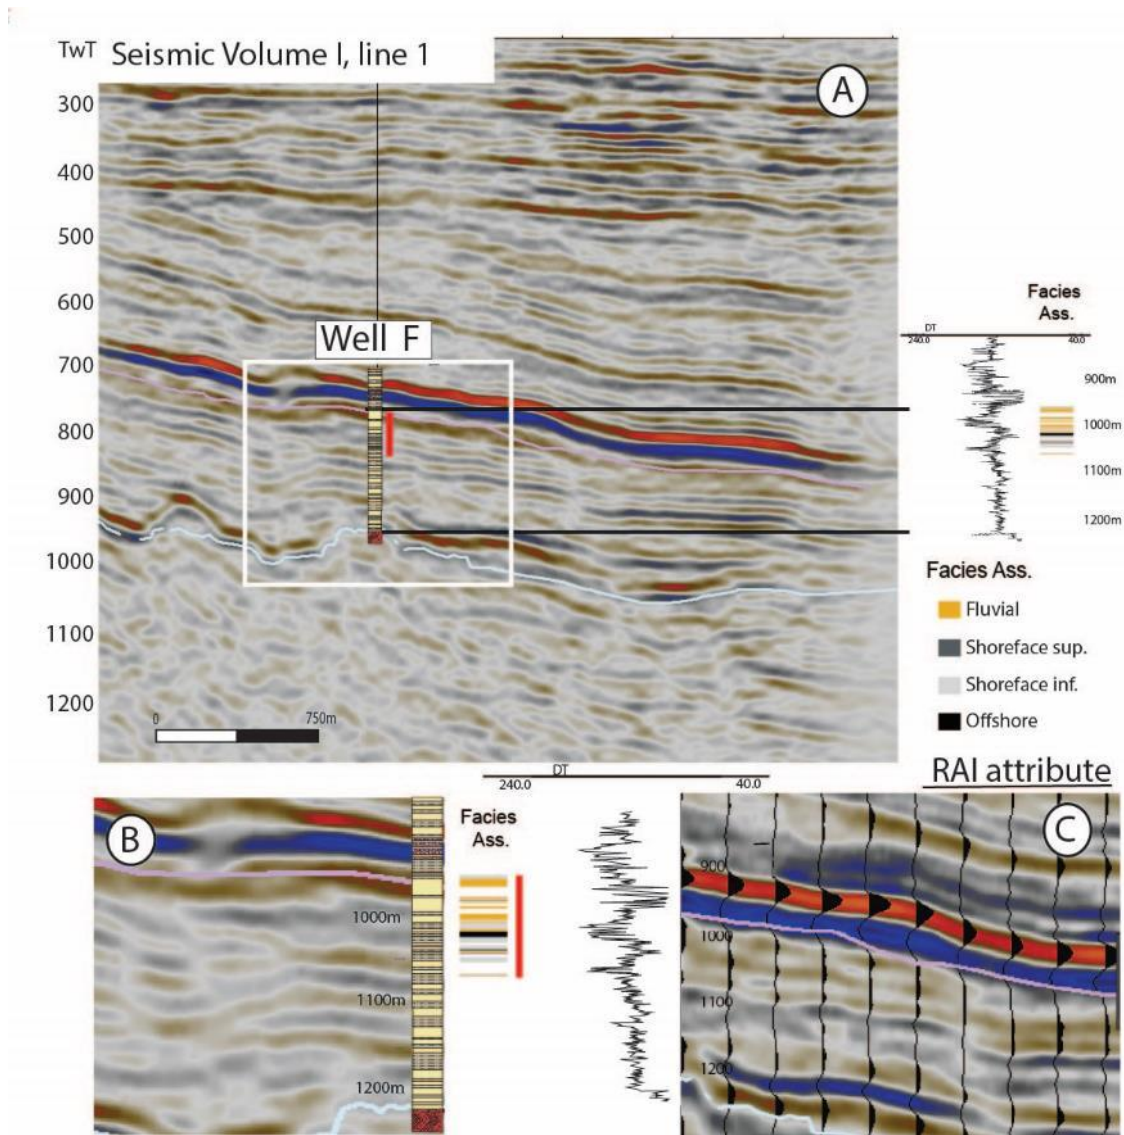 TwT
Seismic Volume I, line 1
A
300
400
500
600
700
800
900
1000
1100
1200
Well F
0
750m
Facies
Ass.
DT
240.0
40.0
900m
1000m
1100m
1200m
Facies Ass.
Fluvial
Shoreface sup.
Shoreface inf.
Offshore
RAI attribute
B
1000m
1100m
1200m
Facies
Ass.
DT
240.0
40.0
C
900
1000
1100
1200